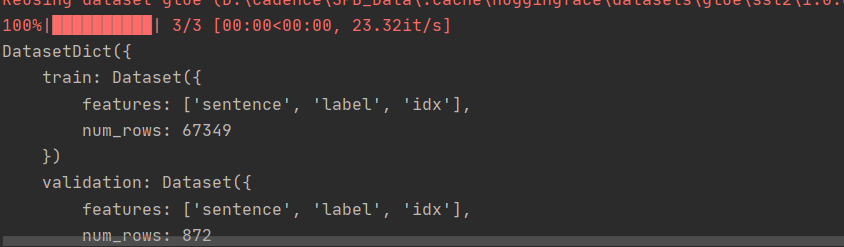 Reusing dataset glue (D:\cadence\SPB_Data\.cache\huggingface\datasets\glue\sst2\1.0.
100%|██████████| 3/3 [00:00<00:00, 23.32it/s]
DatasetDict({
    train: Dataset({
        features: ['sentence', 'label', 'idx'],
        num_rows: 67349
    })
    validation: Dataset({
        features: ['sentence', 'label', 'idx'],
        num_rows: 872